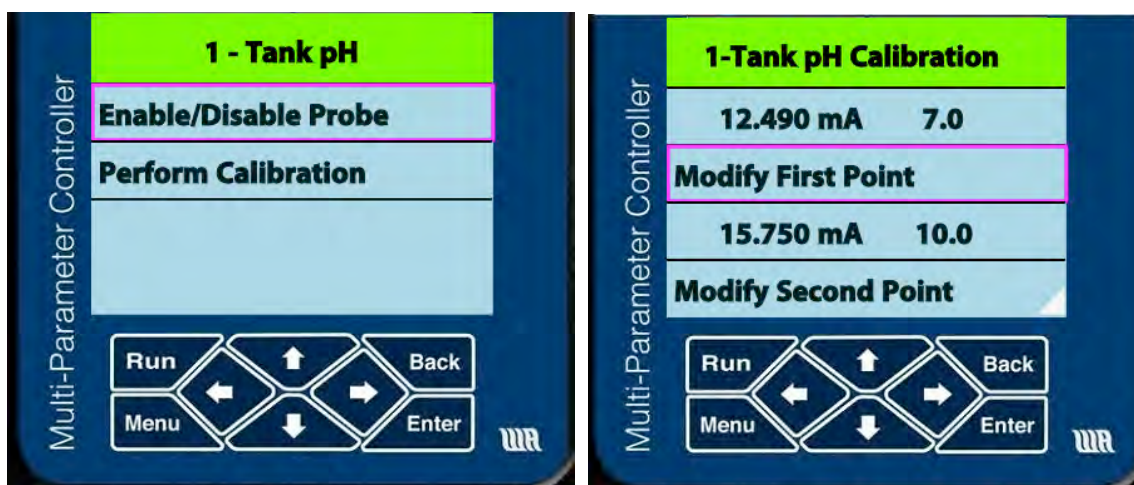 Multi-Parameter Controller
1 - Tank pH
Enable/Disable Probe
Perform Calibration
Run
Back
Menu
Enter
WA
Multi-Parameter Controller
1-Tank pH Calibration
12.490 mA 7.0
Modify First Point
15.750 mA 10.0
Modify Second Point
Run
Back
Menu
Enter
WA